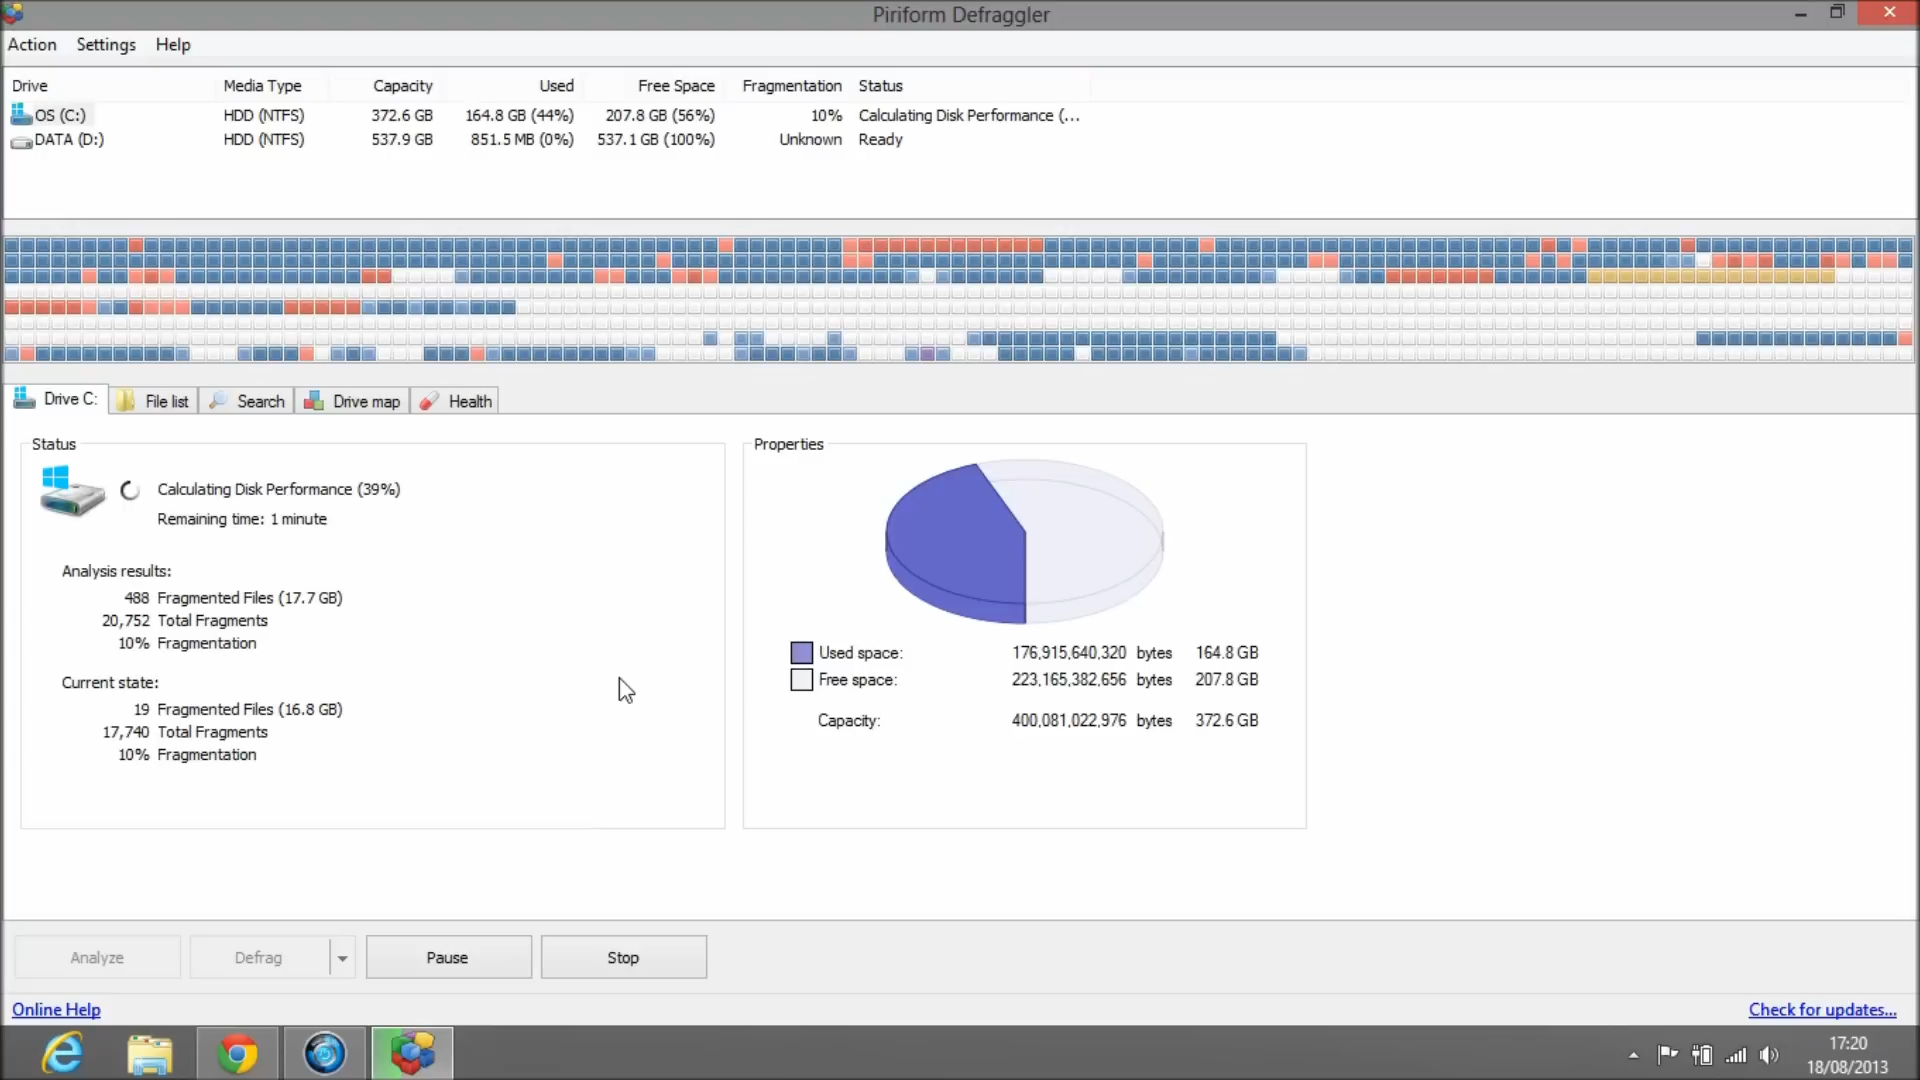 Piriform Defraggler
Action Settings Help
Drive Media Type Capacity Used Free Space Fragmentation Status
OS (C:) HDD (NTFS) 372.6 GB 164.8 GB (44%) 207.8 GB (56%) 10% Calculating Disk Performance (...
DATA (D:) HDD (NTFS) 537.9 GB 851.5 MB (0%) 537.1 GB (100%) Unknown Ready
Drive C: File list Search Drive map Health
Status
Calculating Disk Performance (39%)
Remaining time: 1 minute
Analysis results:
488 Fragmented Files (17.7 GB)
20,752 Total Fragments
10% Fragmentation
Current state:
19 Fragmented Files (16.8 GB)
17,740 Total Fragments
10% Fragmentation
Properties
Used space: 176,915,640,320 bytes 164.8 GB
Free space: 223,165,382,656 bytes 207.8 GB
Capacity: 400,081,022,976 bytes 372.6 GB
Analyze Defrag Pause Stop
Online Help Check for updates...
17:20
18/08/2013